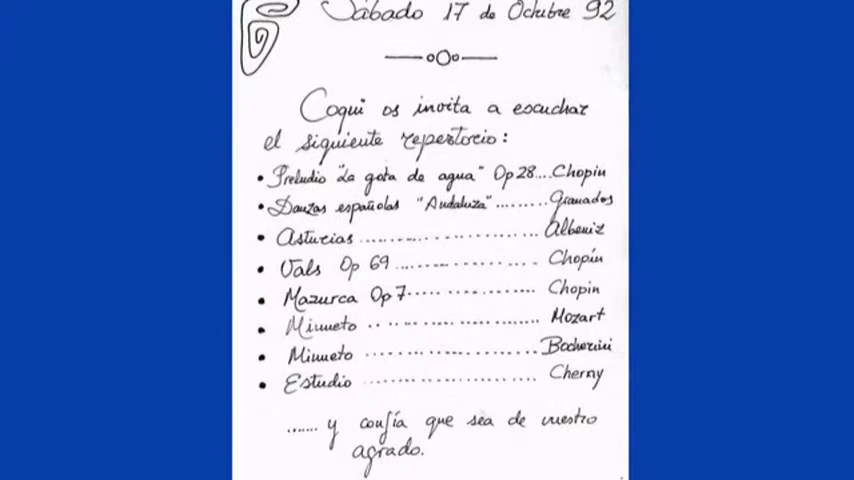 Sábado 17 de Octubre 92
Coqui os invita a escuchar
el siguiente repertorio:
• Preludio "La gota de agua" Op 28...Chopin
• Danzas españolas "Andaluza"........Granados
• Asturias........................Albeniz
• Vals Op 69....................Chopín
• Mazurca Op 7..................Chopin
• Minueto......................Mozart
• Minueto......................Bocherini
• Estudio......................Cherny
....... y confía que sea de vuestro
agrado.